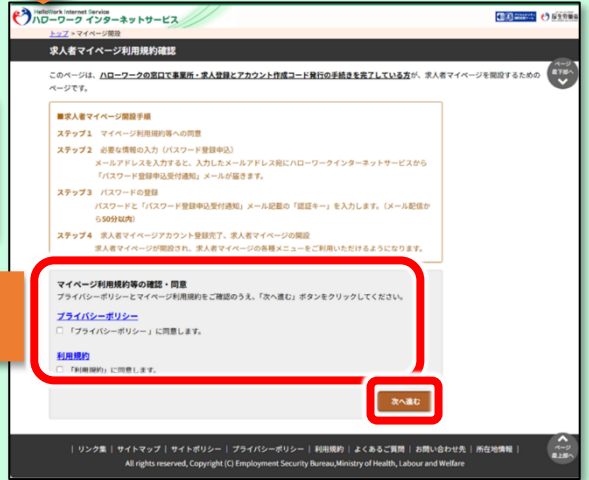 HelloWork Internet Service
ハローワーク インターネットサービス
トップ > マイページ開設
求人者マイページ利用規約確認
このページは、ハローワークの窓口で事業所・求人登録とアカウント作成コード発行の手続きを完了している方が、求人者マイページを開設するための
ページです。
ページ
最下部へ
■求人者マイページ開設手順
ステップ1 マイページ利用規約等への同意
ステップ2 必要な情報の入力（パスワード登録申込）
メールアドレスを入力すると、入力したメールアドレス宛にハローワークインターネットサービスから
「パスワード登録申込受付通知」メールが届きます。
ステップ3 パスワードの登録
パスワードと「パスワード登録申込受付通知」メール記載の「認証キー」を入力します。（メール配信か
ら50分以内）
ステップ4 求人者マイページアカウント登録完了、求人者マイページの開設
求人者マイページが開設され、求人者マイページの各種メニューをご利用いただけるようになります。
マイページ利用規約等の確認・同意
プライバシーポリシーとマイページ利用規約をご確認のうえ、「次へ進む」ボタンをクリックしてください。
プライバシーポリシー
「プライバシーポリシー」に同意します。
利用規約
「利用規約」に同意します。
次へ進む
| リンク集 | サイトマップ | サイトポリシー | プライバシーポリシー | 利用規約 | よくあるご質問 | お問い合わせ先 | 所在地情報 |
All rights reserved, Copyright (C) Employment Security Bureau,Ministry of Health, Labour and Welfare
ページ
最上部へ